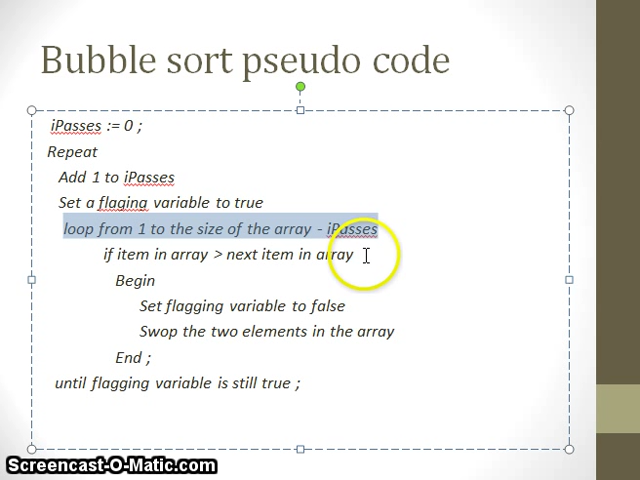 Bubble sort pseudo code
iPasses := 0 ;
Repeat
Add 1 to iPasses
Set a flaging variable to true
loop from 1 to the size of the array - iPasses
if item in array > next item in array
Begin
Set flagging variable to false
Swop the two elements in the array
End ;
until flagging variable is still true ;
Screencast-O-Matic.com